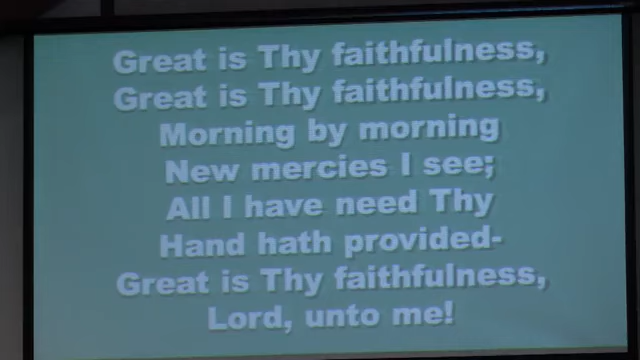 Great is Thy faithfulness,
Great is Thy faithfulness,
Morning by morning
New mercies I see;
All I have need Thy
Hand hath provided-
Great is Thy faithfulness,
Lord, unto me!